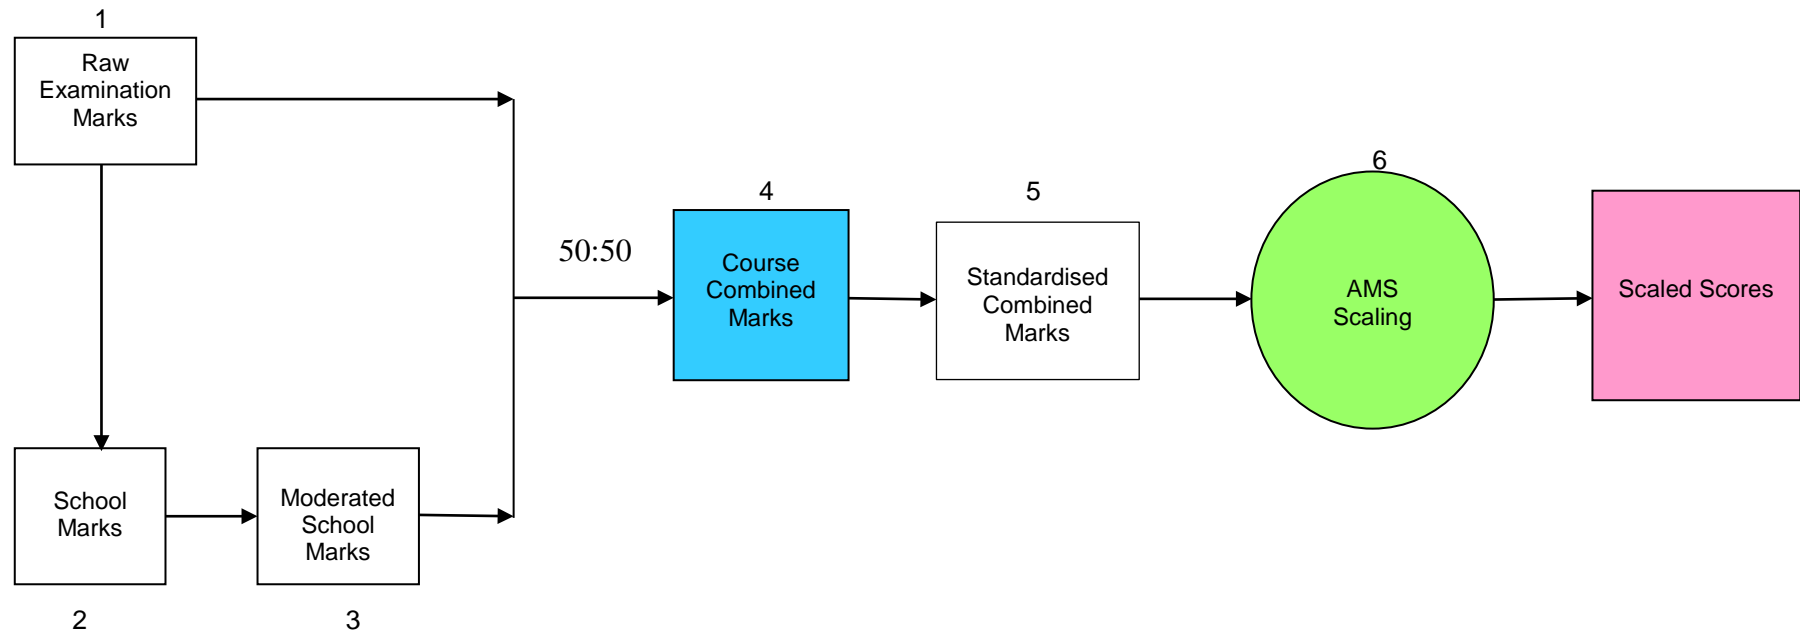 1
Raw
Examination
Marks
2
School
Marks
3
Moderated
School
Marks
50:50
4
Course
Combined
Marks
5
Standardised
Combined
Marks
6
AMS
Scaling
Scaled Scores